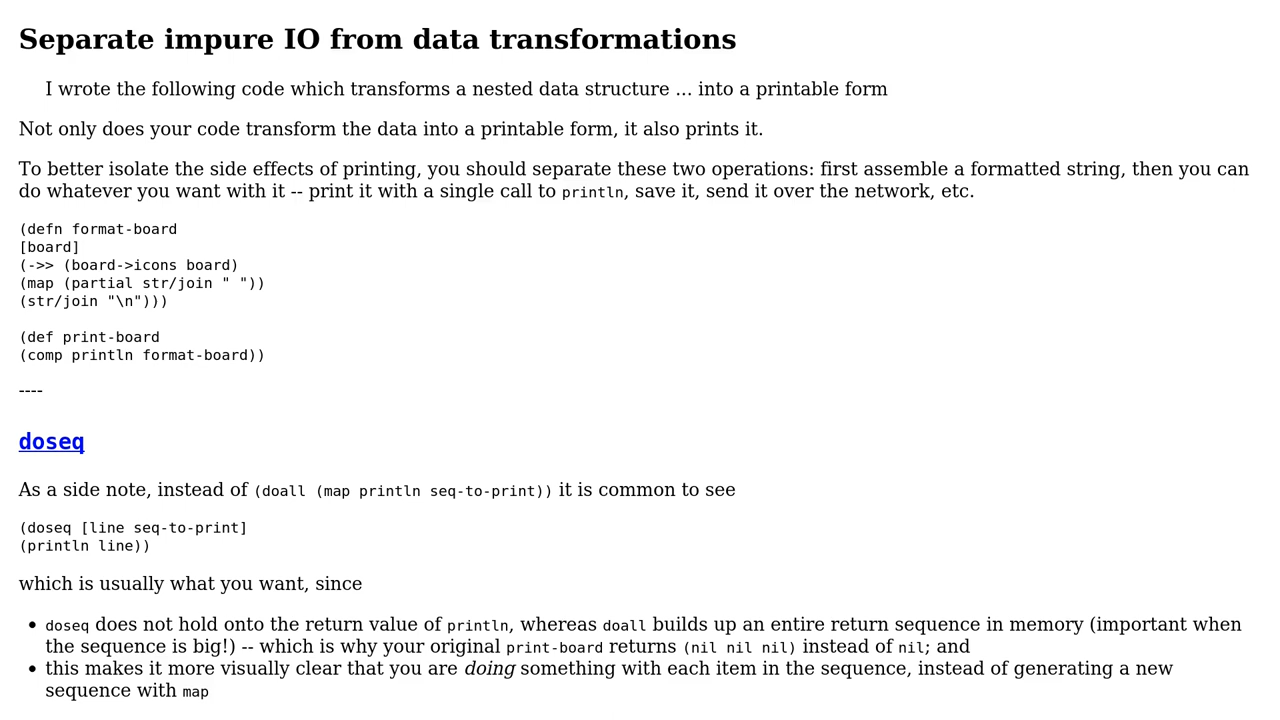 Separate impure IO from data transformations
I wrote the following code which transforms a nested data structure ... into a printable form
Not only does your code transform the data into a printable form, it also prints it.
To better isolate the side effects of printing, you should separate these two operations: first assemble a formatted string, then you can
do whatever you want with it -- print it with a single call to println, save it, send it over the network, etc.
(defn format-board
[board]
(->> (board->icons board)
(map (partial str/join " "))
(str/join "\n")))
(def print-board
(comp println format-board))
----
doseq
As a side note, instead of (doall (map println seq-to-print)) it is common to see
(doseq [line seq-to-print]
(println line))
which is usually what you want, since
• doseq does not hold onto the return value of println, whereas doall builds up an entire return sequence in memory (important when
the sequence is big!) -- which is why your original print-board returns (nil nil nil) instead of nil; and
• this makes it more visually clear that you are doing something with each item in the sequence, instead of generating a new
sequence with map